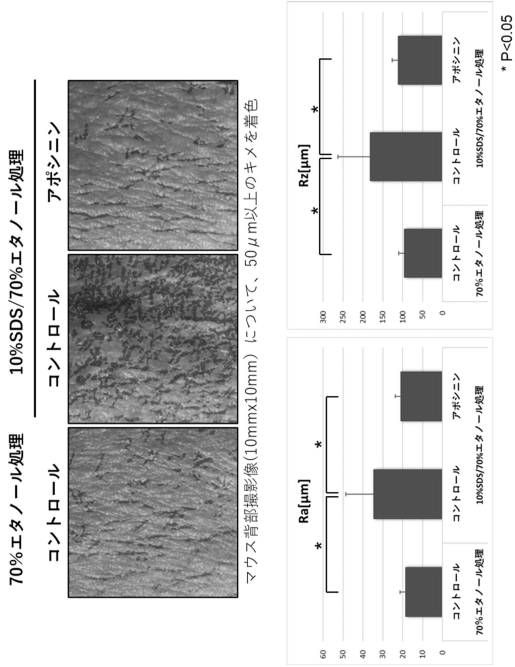 70%エタノール処理
10%SDS/70%エタノール処理
コントロール
コントロール
アポシニン
マウス背部撮影像(10mmx10mm) について、50μm以上のキメを着色
Ra[μm]
60
50
40
30
20
10
0
*
*
コントロール
コントロール
アポシニン
70%エタノール処理
10%SDS/70%エタノール処理
Rz[μm]
300
250
200
150
100
50
0
*
*
コントロール
コントロール
アポシニン
70%エタノール処理
10%SDS/70%エタノール処理
* P<0.05